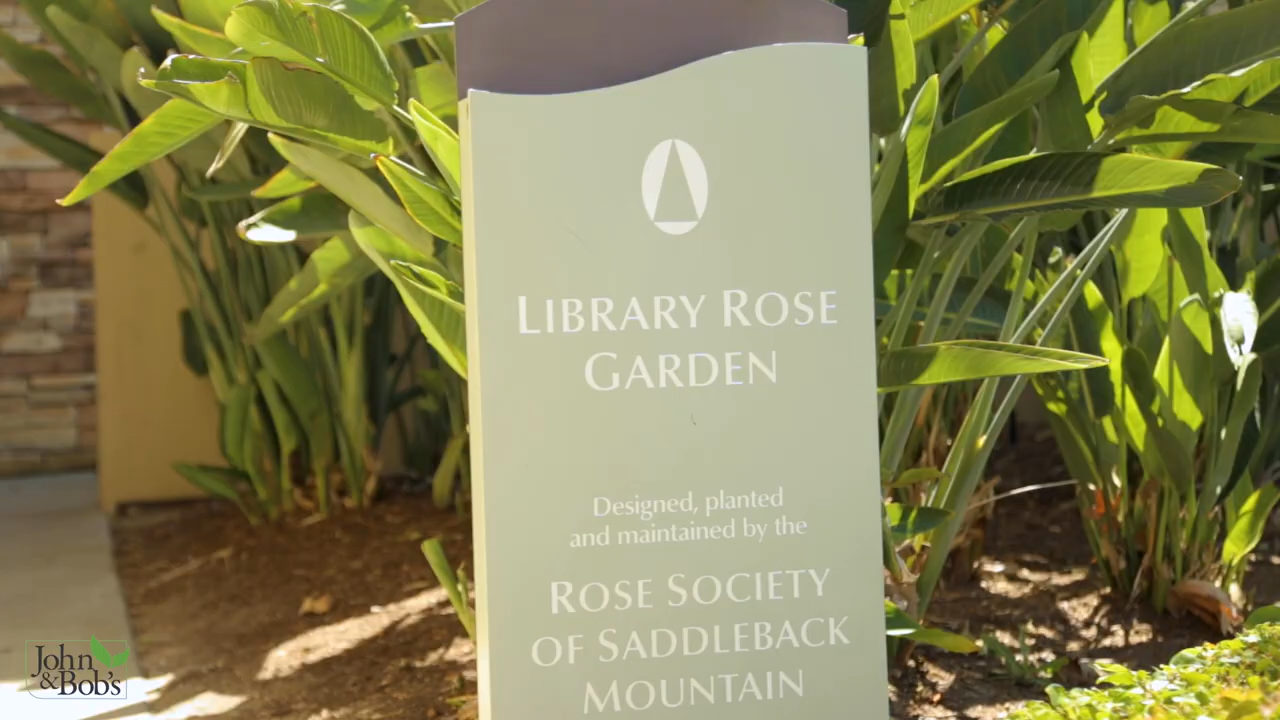 LIBRARY ROSE
GARDEN
Designed, planted
and maintained by the
ROSE SOCIETY
OF SADDLEBACK
MOUNTAIN
John
&Bob's